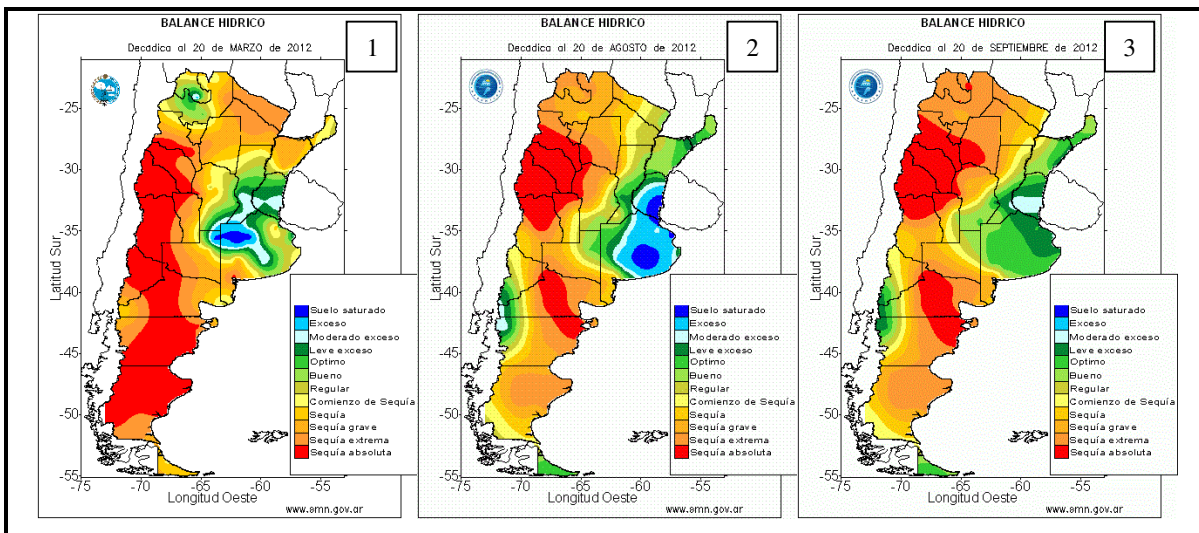 BALANCE HIDRICO
Decádica al 20 de MARZO de 2012
1
-25
-30
-35
-40
-45
-50
-55
Latitud Sur
-75 -70 -65 -60 -55
Longitud Oeste
Suelo saturado
Exceso
Moderado exceso
Leve exceso
Optimo
Bueno
Regular
Comienzo de Sequía
Sequía
Sequía grave
Sequía extrema
Sequía absoluta
www.smn.gov.ar
BALANCE HIDRICO
Decádica al 20 de AGOSTO de 2012
2
-25
-30
-35
-40
-45
-50
-55
Latitud Sur
-75 -70 -65 -60 -55
Longitud Oeste
Suelo saturado
Exceso
Moderado exceso
Leve exceso
Optimo
Bueno
Regular
Comienzo de Sequía
Sequía
Sequía grave
Sequía extrema
Sequía absoluta
www.smn.gov.ar
BALANCE HIDRICO
Decádica al 20 de SEPTIEMBRE de 2012
3
-25
-30
-35
-40
-45
-50
-55
Latitud Sur
-75 -70 -65 -60 -55
Longitud Oeste
Suelo saturado
Exceso
Moderado exceso
Leve exceso
Optimo
Bueno
Regular
Comienzo de Sequía
Sequía
Sequía grave
Sequía extrema
Sequía absoluta
www.smn.gov.ar